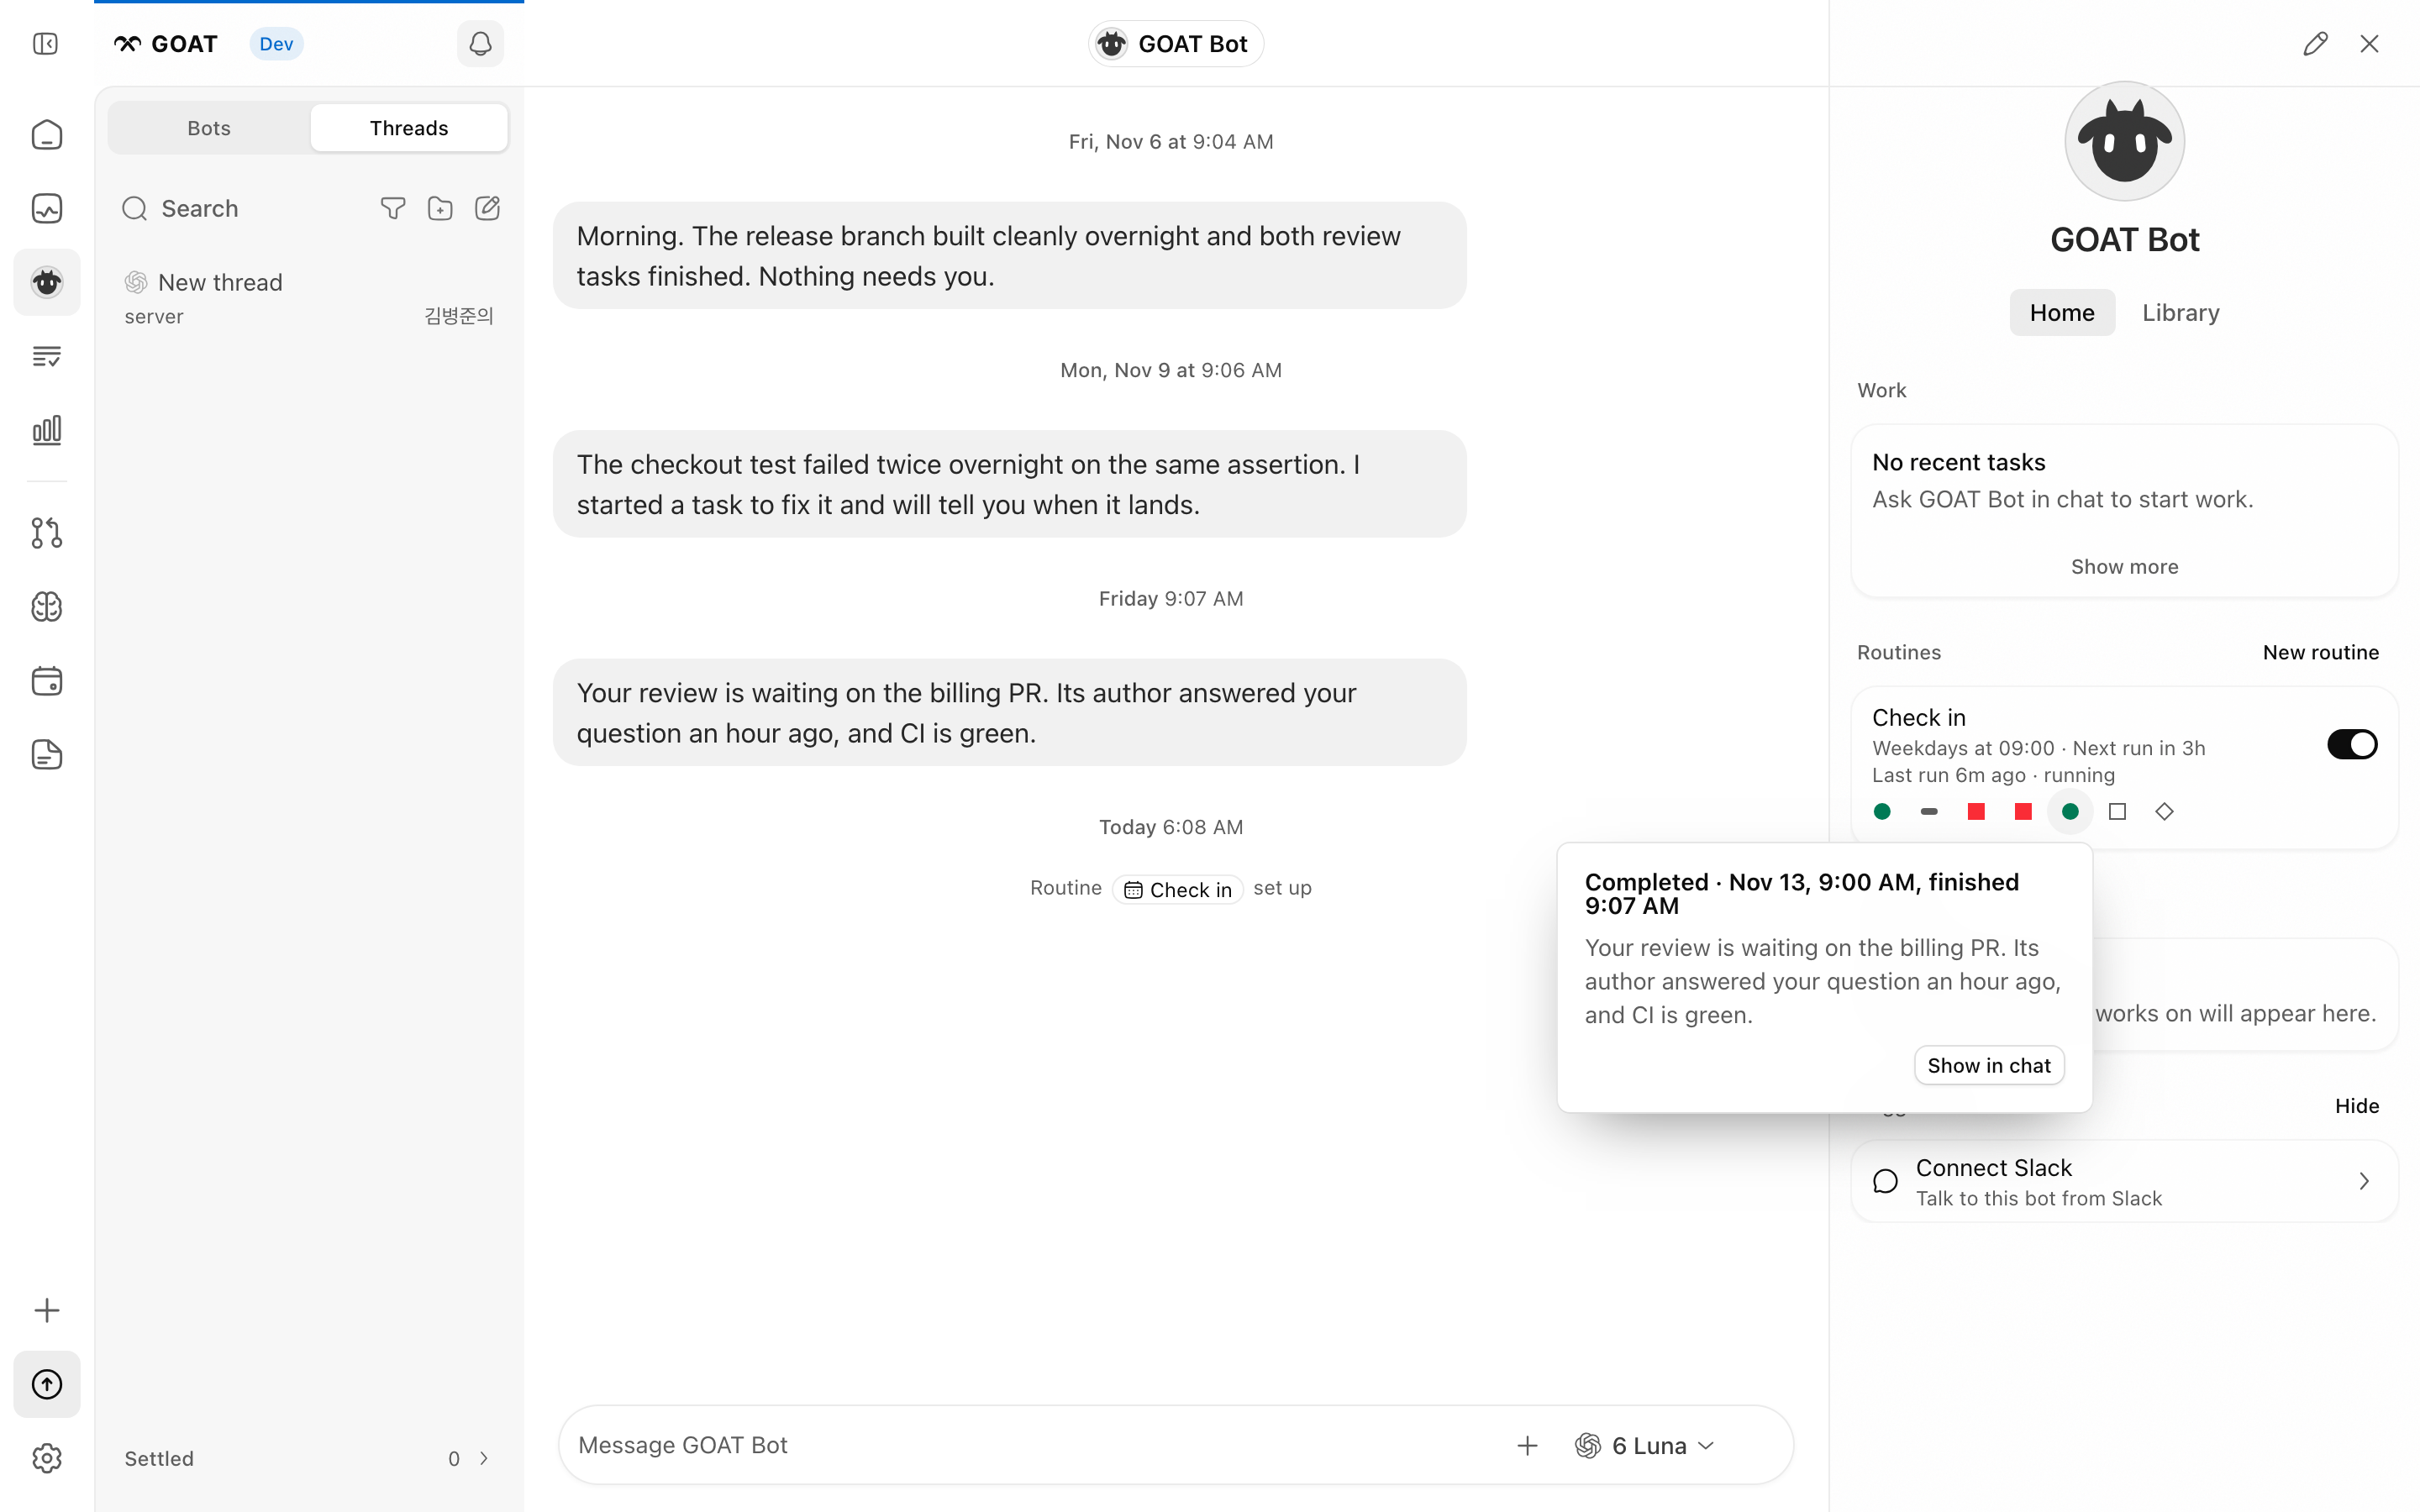 GOAT Dev
Bots Threads
Search
New thread
server 김병준의
Settled 0
GOAT Bot
Fri, Nov 6 at 9:04 AM
Morning. The release branch built cleanly overnight and both review
tasks finished. Nothing needs you.
Mon, Nov 9 at 9:06 AM
The checkout test failed twice overnight on the same assertion. I
started a task to fix it and will tell you when it lands.
Friday 9:07 AM
Your review is waiting on the billing PR. Its author answered your
question an hour ago, and CI is green.
Today 6:08 AM
Routine Check in set up
Message GOAT Bot 6 Luna
GOAT Bot
Home Library
Work
No recent tasks
Ask GOAT Bot in chat to start work.
Show more
Routines New routine
Check in
Weekdays at 09:00 · Next run in 3h
Last run 6m ago · running
Completed · Nov 13, 9:00 AM, finished
9:07 AM
Your review is waiting on the billing PR. Its
author answered your question an hour ago,
and CI is green.
Show in chat
works on will appear here.
Hide
Connect Slack
Talk to this bot from Slack